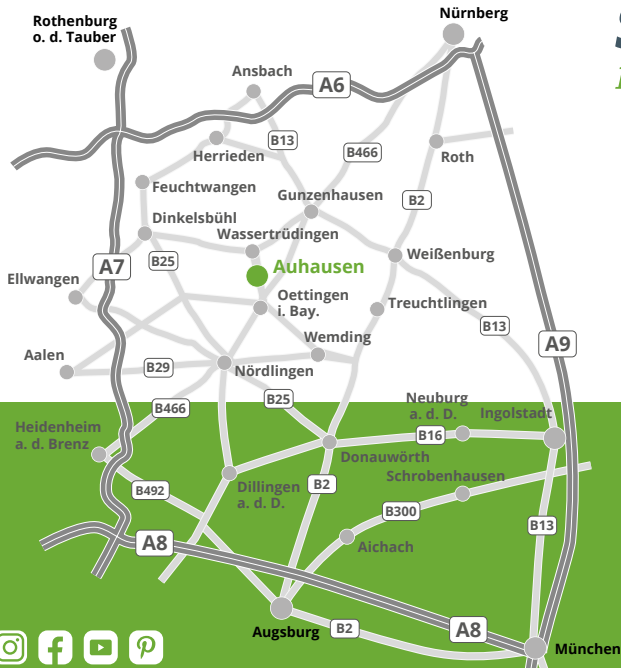 Rothenburg
o. d. Tauber
Nürnberg
Ansbach
A6
B13
B466
Herrieden
Roth
Feuchtwangen
Gunzenhausen
B2
Dinkelsbühl
Wassertrüdingen
A7
B25
Auhausen
Weißenburg
Ellwangen
Oettingen
i. Bay.
Treuchtlingen
B13
Wemding
A9
Aalen
B29
Nördlingen
B466
B25
Neuburg
a. d. D.
Ingolstadt
Heidenheim
a. d. Brenz
B16
Donauwörth
B492
Dillingen
a. d. D.
B2
Schrobenhausen
B300
B13
A8
Aichach
Augsburg
B2
A8
München